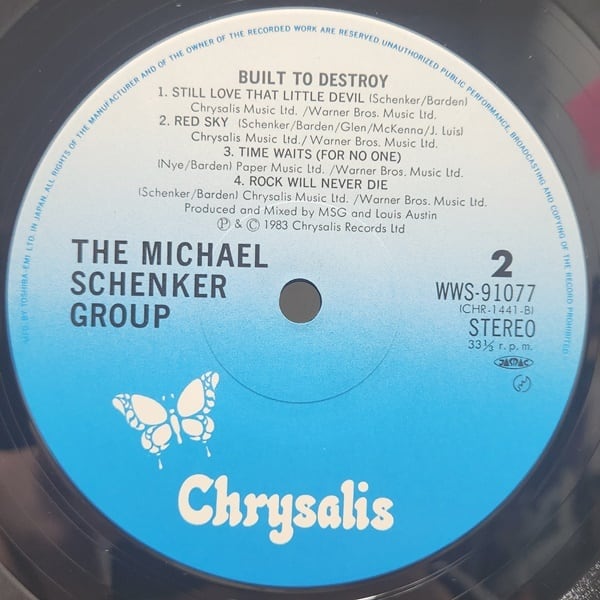 ALL RIGHTS OF THE MANUFACTURER AND OF THE OWNER OF THE RECORDED WORK ARE RESERVED UNAUTHORIZED PUBLIC PERFORMANCE, BROADCASTING AND COPYING OF THE RECORD PROHIBITED
MFD. BY TOSHIBA-EMI LTD. IN JAPAN
BUILT TO DESTROY
1. STILL LOVE THAT LITTLE DEVIL (Schenker/Barden)
Chrysalis Music Ltd. /Warner Bros. Music Ltd.
2. RED SKY (Schenker/Barden/Glen/McKenna/J. Luis)
Chrysalis Music Ltd./ Warner Bros. Music Ltd.
3. TIME WAITS (FOR NO ONE)
(Nye/Barden) Paper Music Ltd. /Warner Bros. Music Ltd.
4. ROCK WILL NEVER DIE
(Schenker/Barden) Chrysalis Music Ltd. /Warner Bros. Music Ltd.
Produced and Mixed by MSG and Louis Austin
℗ & © 1983 Chrysalis Records Ltd
THE MICHAEL
SCHENKER
GROUP
2
WWS-91077
(CHR-1441-B)
STEREO
33⅓ r. p. m.
JASRAC
Chrysalis